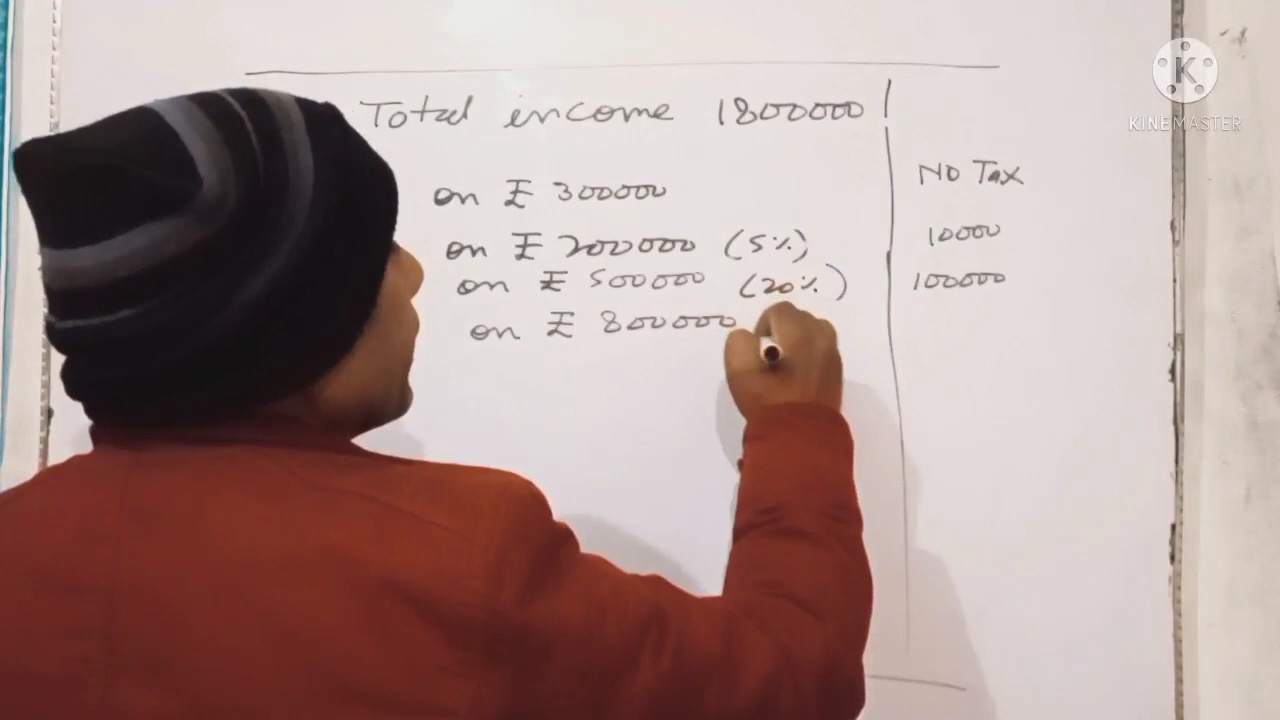 Total income 1800000
KINEMASTER
on ₹ 300000 No Tax
on ₹ 200000 (5%) 10000
on ₹ 500000 (20%) 100000
on ₹ 800000